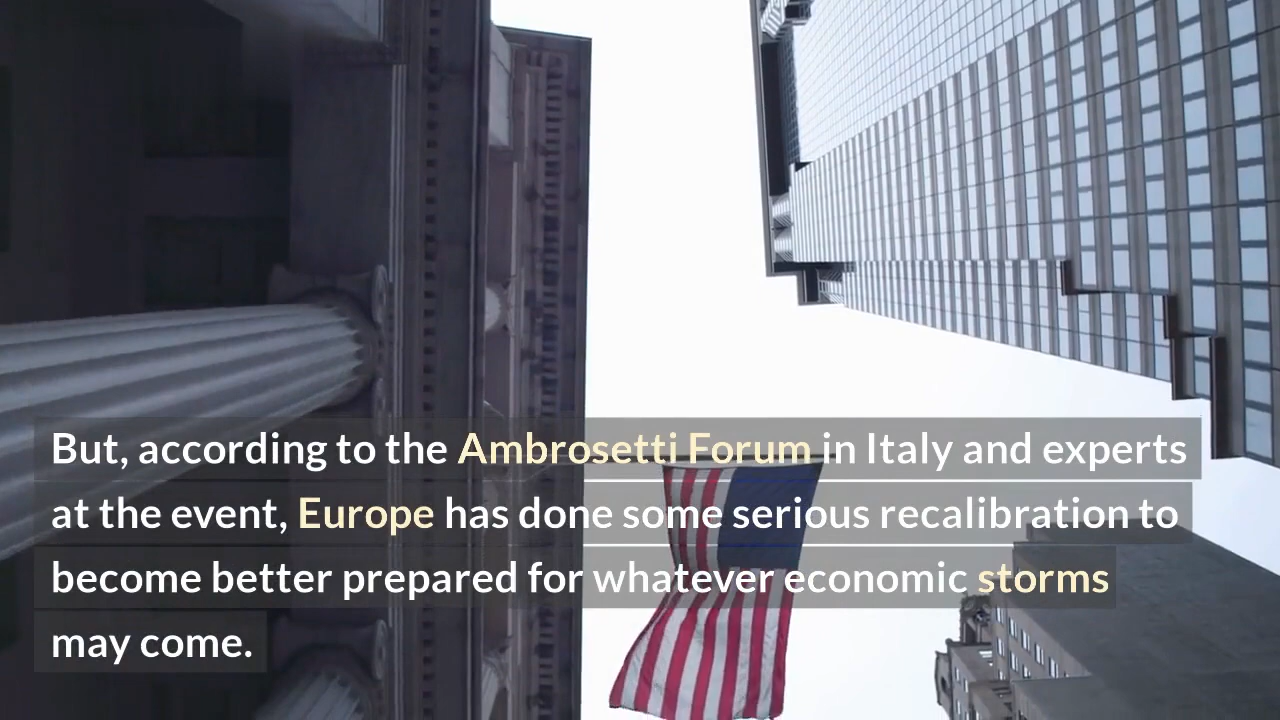 But, according to the Ambrosetti Forum in Italy and experts
at the event, Europe has done some serious recalibration to
become better prepared for whatever economic storms
may come.